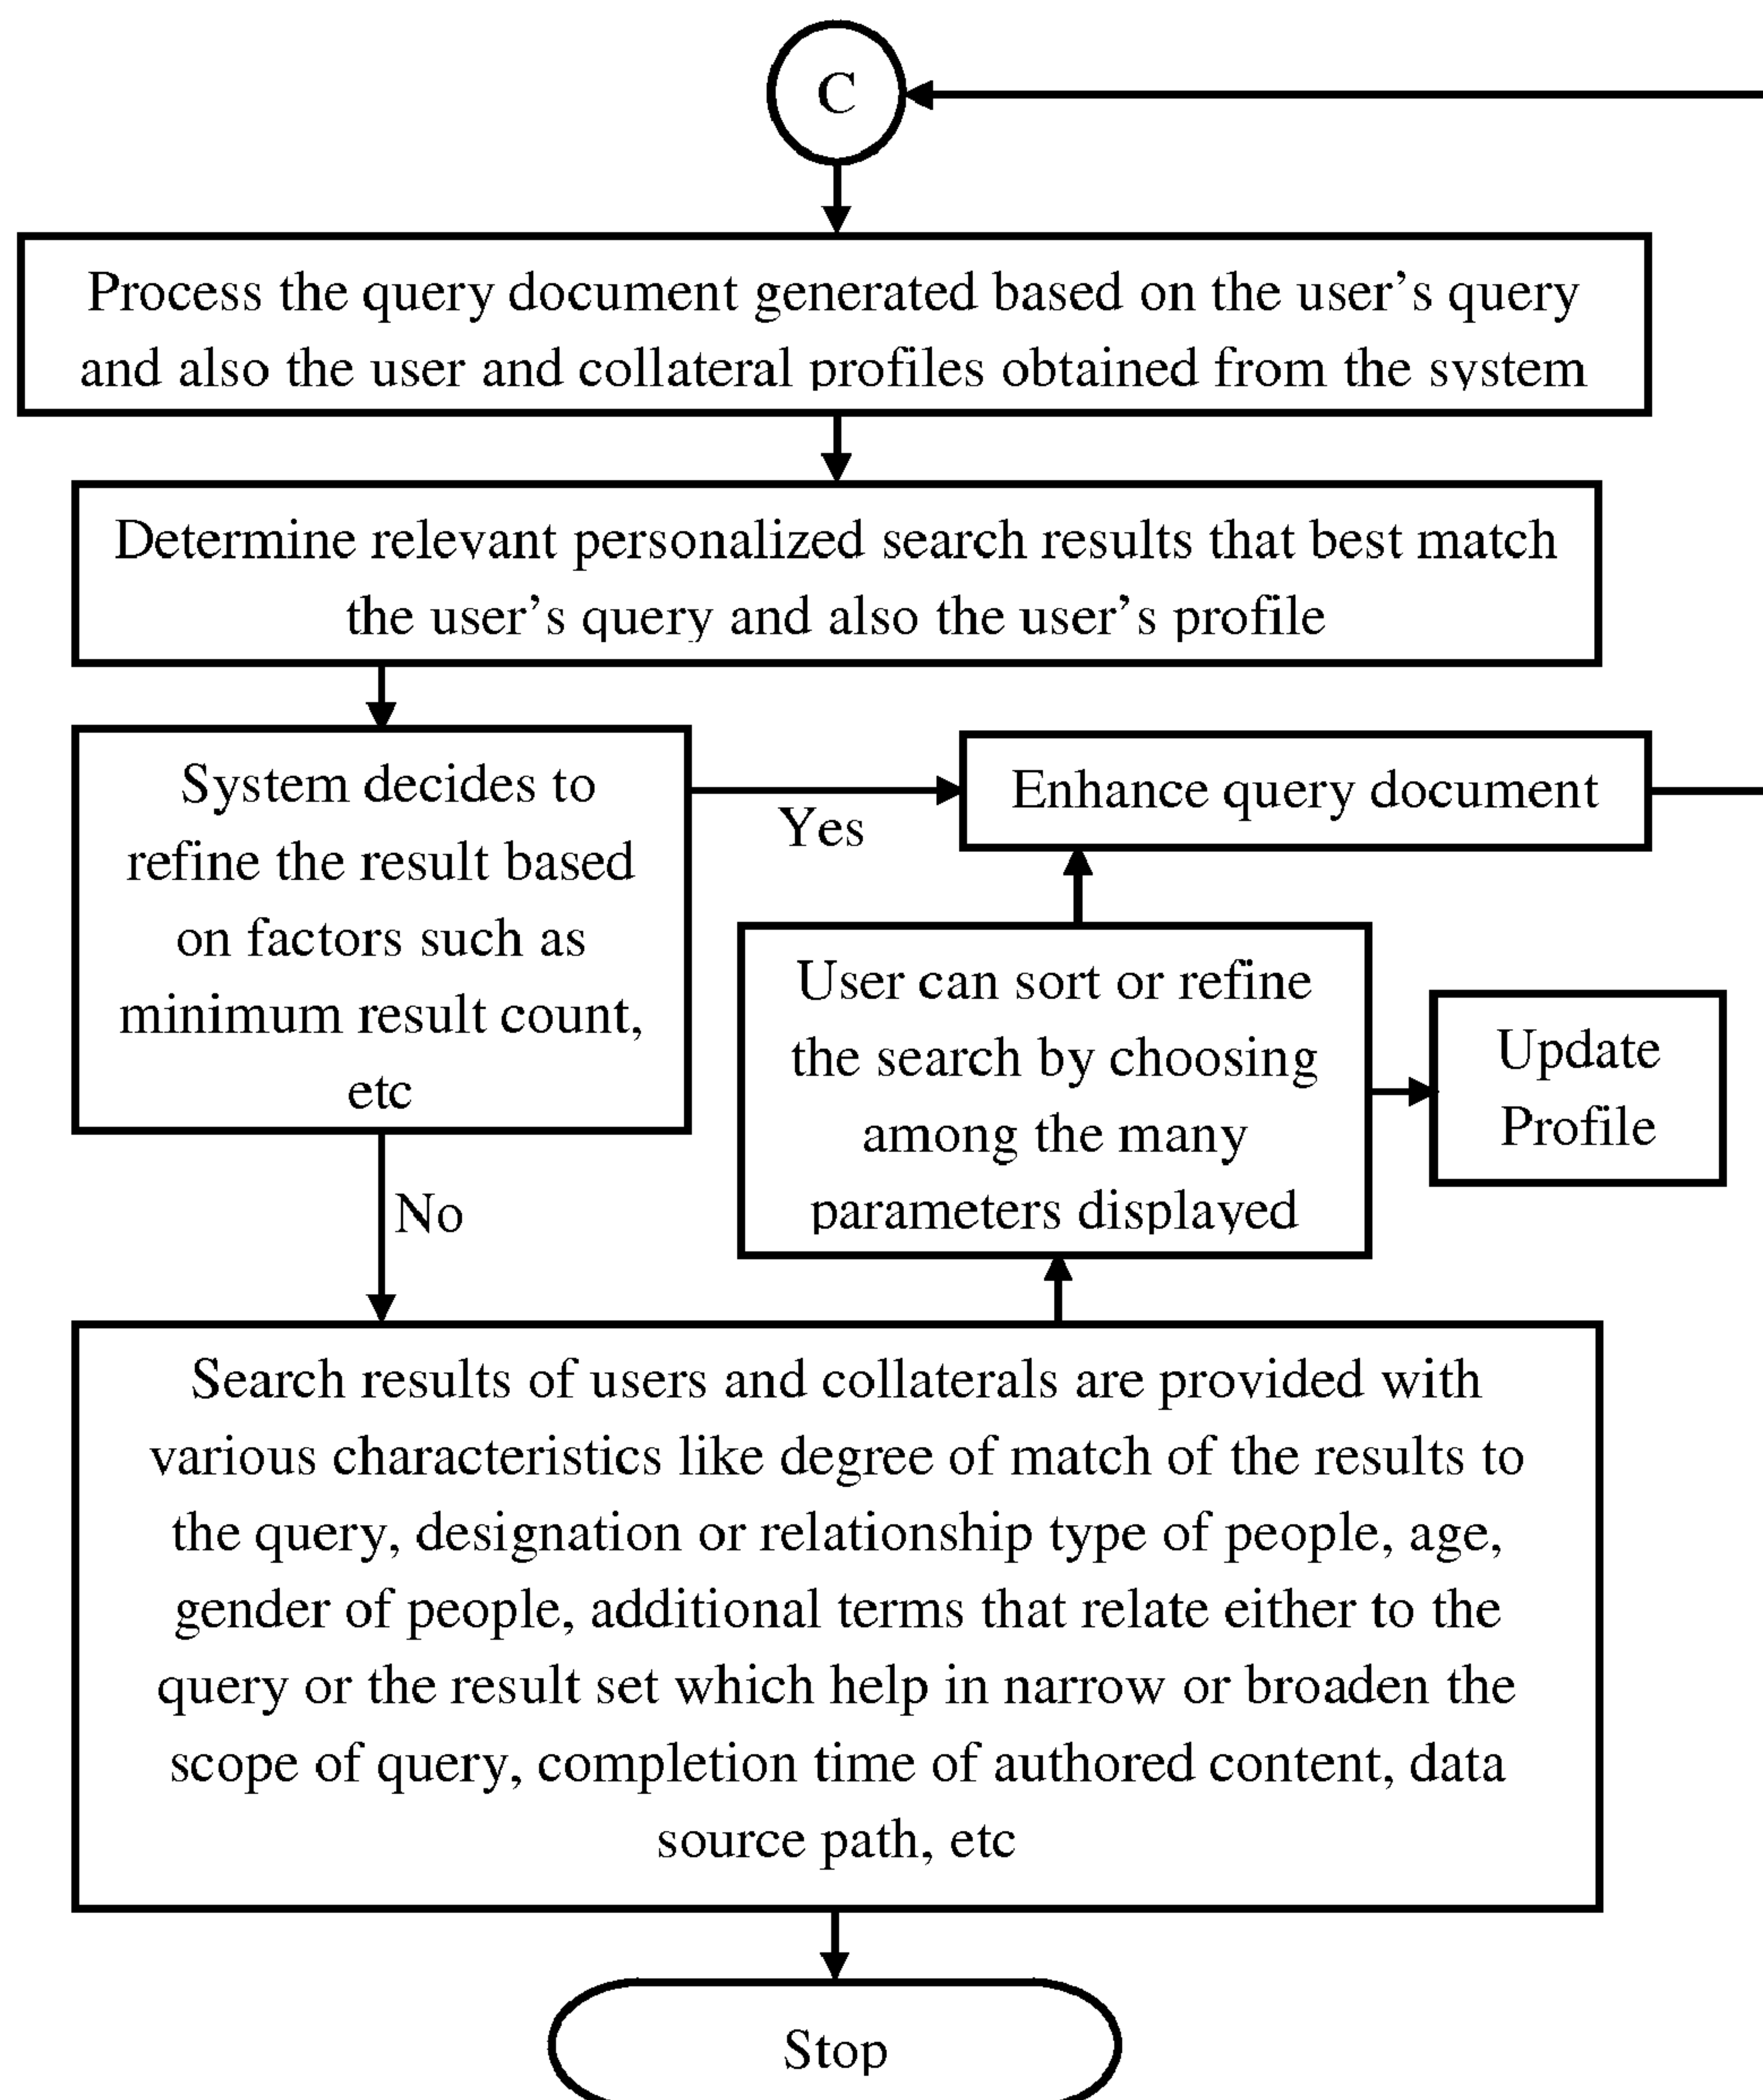 C
Process the query document generated based on the user’s query
and also the user and collateral profiles obtained from the system
Determine relevant personalized search results that best match
the user’s query and also the user’s profile
System decides to
refine the result based
on factors such as
minimum result count,
etc
Yes
Enhance query document
User can sort or refine
the search by choosing
among the many
parameters displayed
Update
Profile
No
Search results of users and collaterals are provided with
various characteristics like degree of match of the results to
the query, designation or relationship type of people, age,
gender of people, additional terms that relate either to the
query or the result set which help in narrow or broaden the
scope of query, completion time of authored content, data
source path, etc
Stop